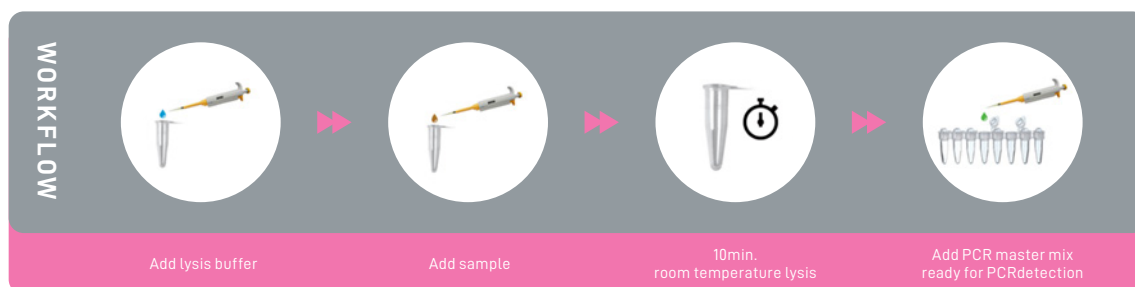 WORKFLOW
Add lysis buffer
Add sample
10min.
room temperature lysis
Add PCR master mix
ready for PCRdetection